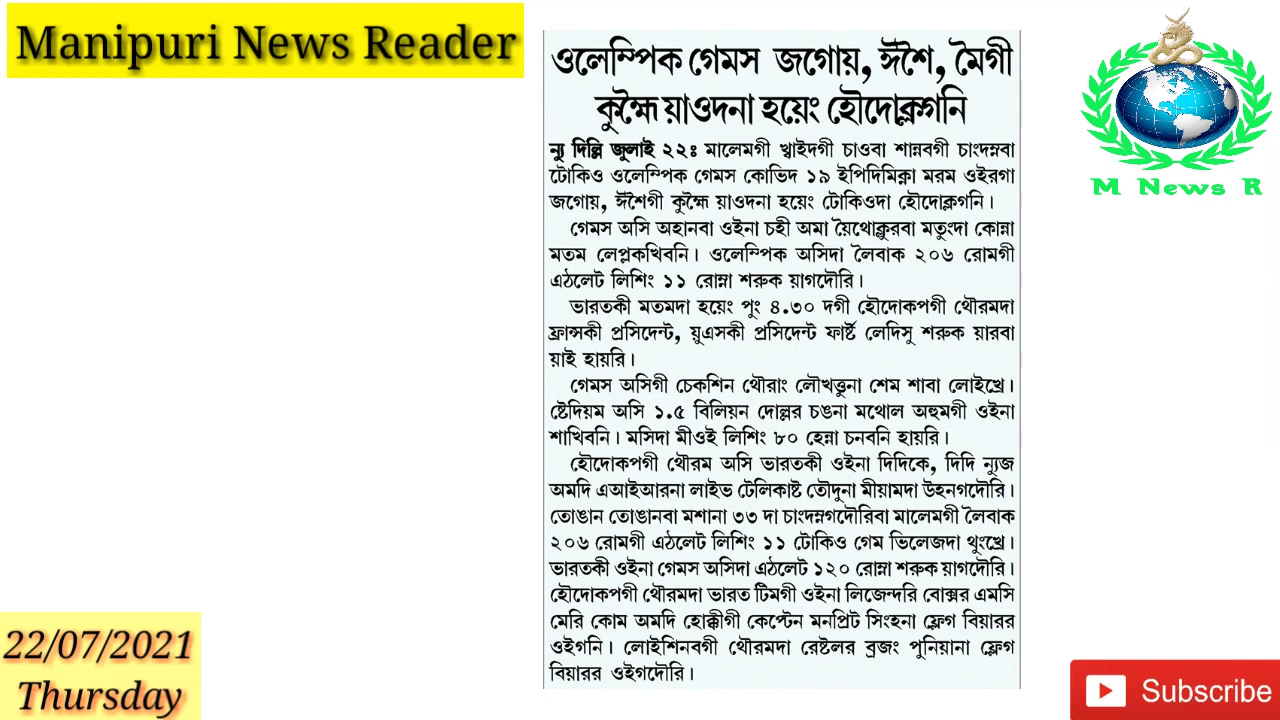 Manipuri News Reader
ওলেম্পিক গেমস জগোয়, ঈশৈ, মৈগী
কুহ্মৈ য়াওদনা হয়েং হৌদোক্লগনি
ন্যু দিল্লি জুলাই ২২ঃ মালেমগী খ্বাইদগী চাওবা শান্নবগী চাংদম্নবা
টোকিও ওলেম্পিক গেমস কোভিদ ১৯ ইপিদিমিক্না মরম ওইরগা
জগোয়, ঈশৈগী কুহ্মৈ য়াওদনা হয়েং টোকিওদা হৌদোক্লগনি।
গেমস অসি অহানবা ওইনা চহী অমা য়ৈথোক্লুরবা মতুংদা কোন্না
মতম লেপ্লকখিবনি। ওলেম্পিক অসিদা লৈবাক ২০৬ রোমগী
এঠলেট লিশিং ১১ রোম্না শরুক য়াগদৌরি।
ভারতকী মতমদা হয়েং পুং ৪.৩০ দগী হৌদোকপগী থৌরমদা
ফ্রান্সকী প্রসিদেন্ট, য়ুএসকী প্রসিদেন্ট ফার্ষ্ট লেদিসু শরুক য়ারবা
য়াই হায়রি।
গেমস অসিগী চেকশিন থৌরাং লৌখত্তুনা শেম শাবা লোইখ্রে।
ষ্টেদিয়ম অসি ১.৫ বিলিয়ন দোল্লর চঙনা মথোল অহুমগী ওইনা
শাখিবনি। মসিদা মীওই লিশিং ৮০ হেন্না চনবনি হায়রি।
হৌদোকপগী থৌরম অসি ভারতকী ওইনা দিদিকে, দিদি ন্যুজ
অমদি এআইআরনা লাইভ টেলিকাষ্ট তৌদুনা মীয়ামদা উহনগদৌরি।
তোঙান তোঙানবা মশানা ৩৩ দা চাংদম্নগদৌরিবা মালেমগী লৈবাক
২০৬ রোমগী এঠলেট লিশিং ১১ টোকিও গেম ভিলেজদা থুংখ্রে।
ভারতকী ওইনা গেমস অসিদা এঠলেট ১২০ রোম্না শরুক য়াগদৌরি।
হৌদোকপগী থৌরমদা ভারত টিমগী ওইনা লিজেন্দরি বোক্সর এমসি
মেরি কোম অমদি হোক্কীগী কেপ্টেন মনপ্রিট সিংহনা ফ্লেগ বিয়ারর
ওইগনি। লোইশিনবগী থৌরমদা রেষ্টলর ব্রজং পুনিয়ানা ফ্লেগ
বিয়ারর ওইগদৌরি।
M News R
22/07/2021
Thursday
Subscribe